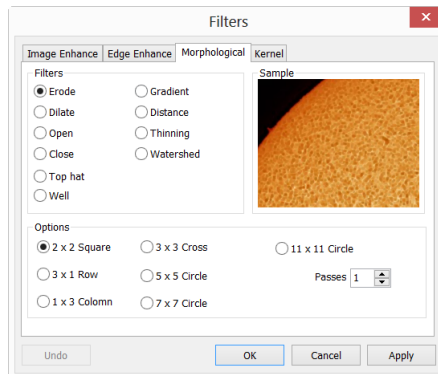 Filters
Image Enhance Edge Enhance Morphological Kernel
Filters
Sample
Erode Gradient
Dilate Distance
Open Thinning
Close Watershed
Top hat
Well
Options
2 x 2 Square 3 x 3 Cross 11 x 11 Circle
3 x 1 Row 5 x 5 Circle Passes 1
1 x 3 Colomn 7 x 7 Circle
Undo OK Cancel Apply